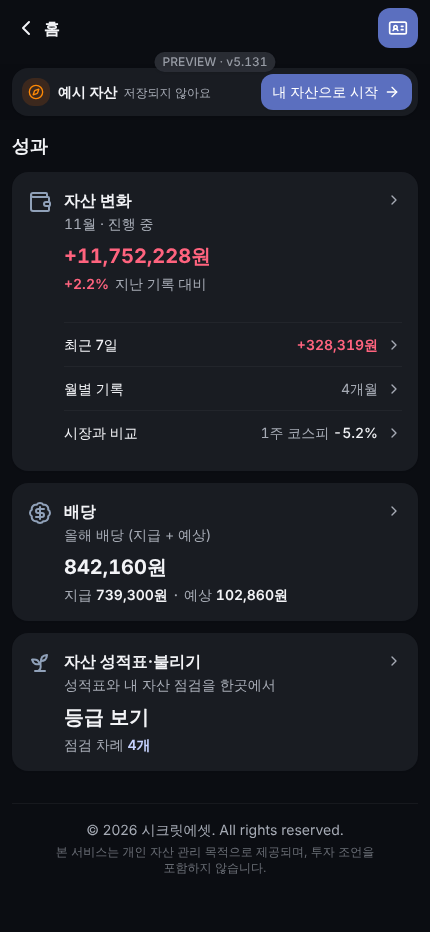 홈
PREVIEW · v5.131
예시 자산 저장되지 않아요
내 자산으로 시작
성과
자산 변화
11월 · 진행 중
+11,752,228원
+2.2% 지난 기록 대비
최근 7일 +328,319원
월별 기록 4개월
시장과 비교 1주 코스피 -5.2%
배당
올해 배당 (지급 + 예상)
842,160원
지급 739,300원 · 예상 102,860원
자산 성적표·불리기
성적표와 내 자산 점검을 한곳에서
등급 보기
점검 차례 4개
© 2026 시크릿에셋. All rights reserved.
본 서비스는 개인 자산 관리 목적으로 제공되며, 투자 조언을
포함하지 않습니다.